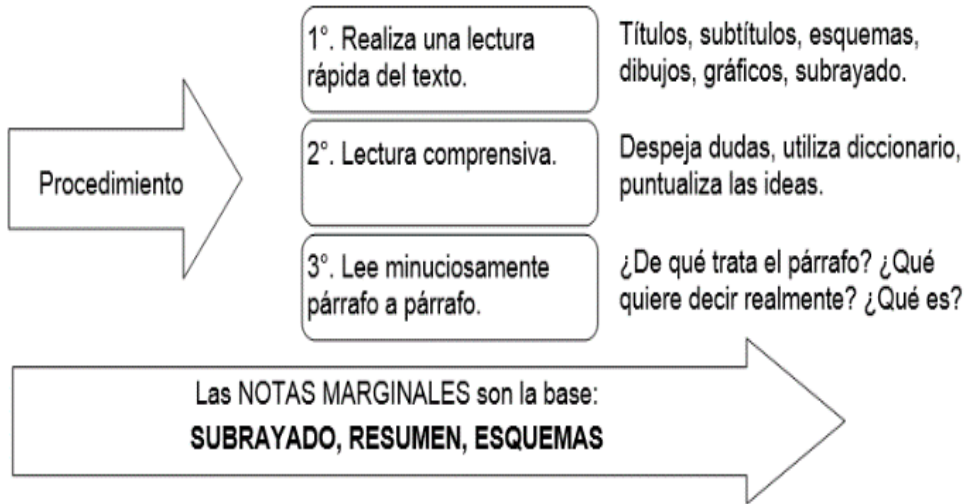 1°. Realiza una lectura
rápida del texto.
Títulos, subtítulos, esquemas,
dibujos, gráficos, subrayado.
Procedimiento
2°. Lectura comprensiva.
Despeja dudas, utiliza diccionario,
puntualiza las ideas.
3°. Lee minuciosamente
párrafo a párrafo.
¿De qué trata el párrafo? ¿Qué
quiere decir realmente? ¿Qué es?
Las NOTAS MARGINALES son la base:
SUBRAYADO, RESUMEN, ESQUEMAS